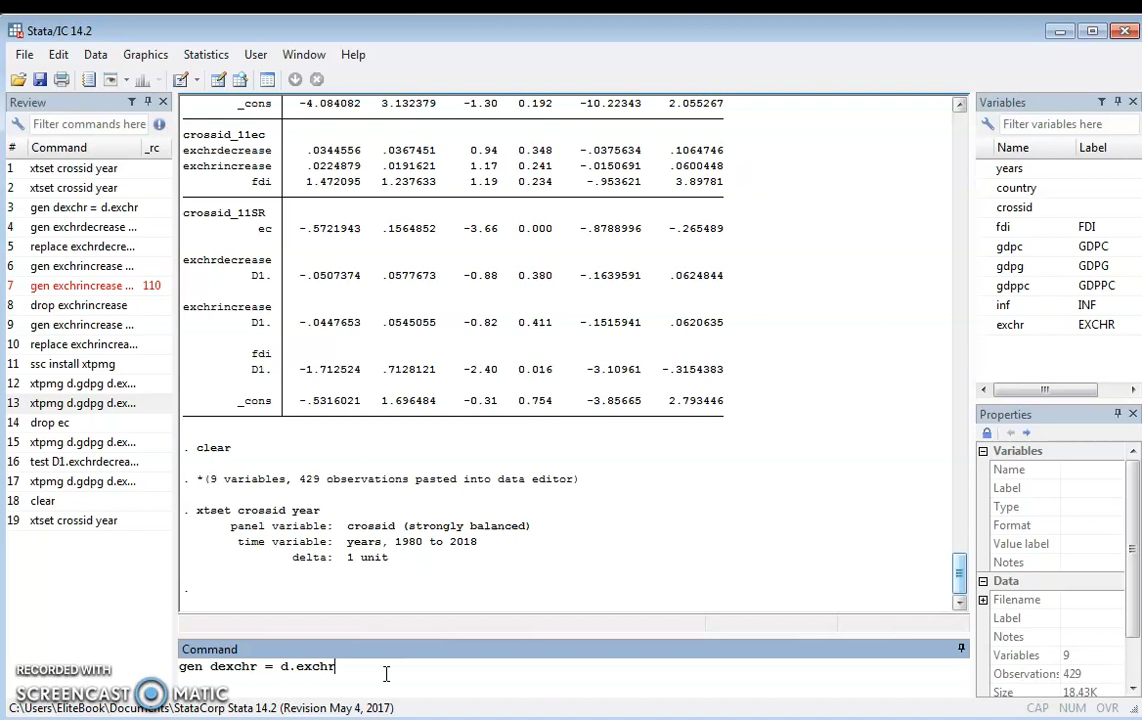 Stata/IC 14.2
File Edit Data Graphics Statistics User Window Help
Review
Filter commands here
# Command _rc
1 xtset crossid year
2 xtset crossid year
3 gen dexchr = d.exchr
4 gen exchrdecrease ...
5 replace exchrdecre...
6 gen exchrincrease ...
7 gen exchrincrease ... 110
8 drop exchrincrease
9 gen exchrincrease ...
10 replace exchrincrea...
11 ssc install xtpmg
12 xtpmg d.gdpg d.ex...
13 xtpmg d.gdpg d.ex...
14 drop ec
15 xtpmg d.gdpg d.ex...
16 test D1.exchrdecrea...
17 xtpmg d.gdpg d.ex...
18 clear
19 xtset crossid year
_cons -4.084082 3.132379 -1.30 0.192 -10.22343 2.055267
crossid_11ec
exchrdecrease .0344556 .0367451 0.94 0.348 -.0375634 .1064746
exchrincrease .0224879 .0191621 1.17 0.241 -.0150691 .0600448
fdi 1.472095 1.237633 1.19 0.234 -.953621 3.89781
crossid_11SR
ec -.5721943 .1564852 -3.66 0.000 -.8788996 -.265489
exchrdecrease
D1. -.0507374 .0577673 -0.88 0.380 -.1639591 .0624844
exchrincrease
D1. -.0447653 .0545055 -0.82 0.411 -.1515941 .0620635
fdi
D1. -1.712524 .7128121 -2.40 0.016 -3.10961 -.3154383
_cons -.5316021 1.696484 -0.31 0.754 -3.85665 2.793446
. clear
. *(9 variables, 429 observations pasted into data editor)
. xtset crossid year
panel variable: crossid (strongly balanced)
time variable: years, 1980 to 2018
delta: 1 unit
.
Command
gen dexchr = d.exchr
Variables
Filter variables here
Name Label
years
country
crossid
fdi FDI
gdpc GDPC
gdpg GDPG
gdppc GDPPC
inf INF
exchr EXCHR
Properties
Variables
Name
Label
Type
Format
Value label
Notes
Data
Filename
Label
Notes
Variables 9
Observations 429
Size 18.43K
RECORDED WITH
SCREENCAST MATIC
C:\Users\EliteBook\Documents\StataCorp Stata 14.2 (Revision May 4, 2017)
CAP NUM OVR